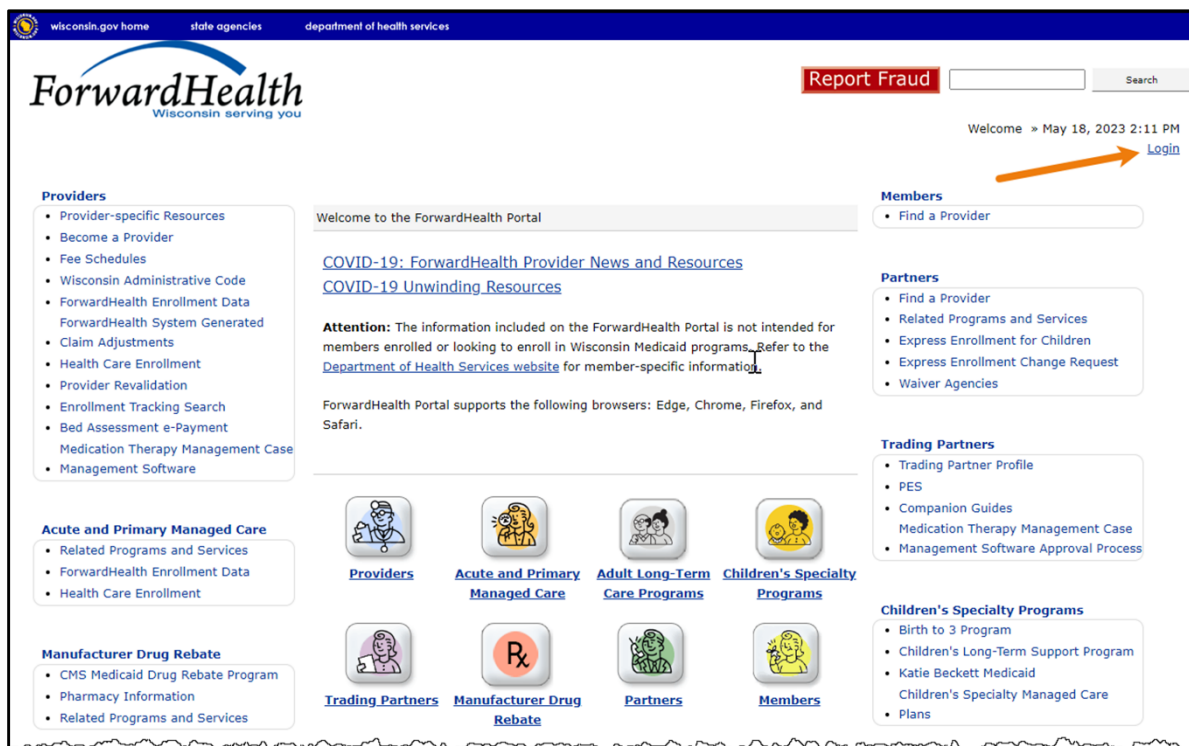 wisconsin.gov home state agencies department of health services
ForwardHealth
Wisconsin serving you
Report Fraud
Search
Welcome » May 18, 2023 2:11 PM
Login
Providers
• Provider-specific Resources
• Become a Provider
• Fee Schedules
• Wisconsin Administrative Code
• ForwardHealth Enrollment Data
ForwardHealth System Generated
• Claim Adjustments
• Health Care Enrollment
• Provider Revalidation
• Enrollment Tracking Search
• Bed Assessment e-Payment
Medication Therapy Management Case
• Management Software
Acute and Primary Managed Care
• Related Programs and Services
• ForwardHealth Enrollment Data
• Health Care Enrollment
Manufacturer Drug Rebate
• CMS Medicaid Drug Rebate Program
• Pharmacy Information
• Related Programs and Services
Welcome to the ForwardHealth Portal
COVID-19: ForwardHealth Provider News and Resources
COVID-19 Unwinding Resources
Attention: The information included on the ForwardHealth Portal is not intended for
members enrolled or looking to enroll in Wisconsin Medicaid programs. Refer to the
Department of Health Services website for member-specific information.
ForwardHealth Portal supports the following browsers: Edge, Chrome, Firefox, and
Safari.
Providers
Acute and Primary
Managed Care
Adult Long-Term
Care Programs
Children's Specialty
Programs
Trading Partners
Rx
Manufacturer Drug
Rebate
Partners
Members
Members
• Find a Provider
Partners
• Find a Provider
• Related Programs and Services
• Express Enrollment for Children
• Express Enrollment Change Request
• Waiver Agencies
Trading Partners
• Trading Partner Profile
• PES
• Companion Guides
Medication Therapy Management Case
• Management Software Approval Process
Children's Specialty Programs
• Birth to 3 Program
• Children's Long-Term Support Program
• Katie Beckett Medicaid
Children's Specialty Managed Care
• Plans